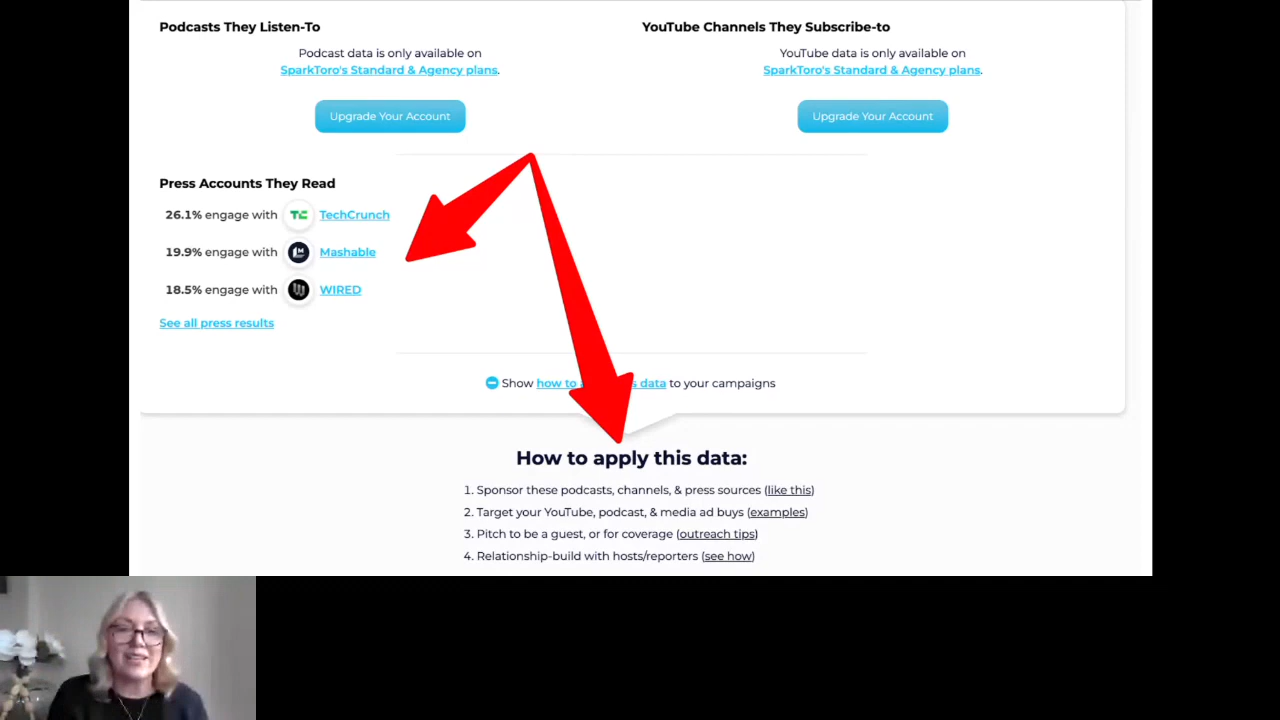 Podcasts They Listen-To
Podcast data is only available on
SparkToro's Standard & Agency plans.
Upgrade Your Account
YouTube Channels They Subscribe-to
YouTube data is only available on
SparkToro's Standard & Agency plans.
Upgrade Your Account
Press Accounts They Read
26.1% engage with TechCrunch
19.9% engage with Mashable
18.5% engage with WIRED
See all press results
Show how to data to your campaigns
How to apply this data:
1. Sponsor these podcasts, channels, & press sources (like this)
2. Target your YouTube, podcast, & media ad buys (examples)
3. Pitch to be a guest, or for coverage (outreach tips)
4. Relationship-build with hosts/reporters (see how)